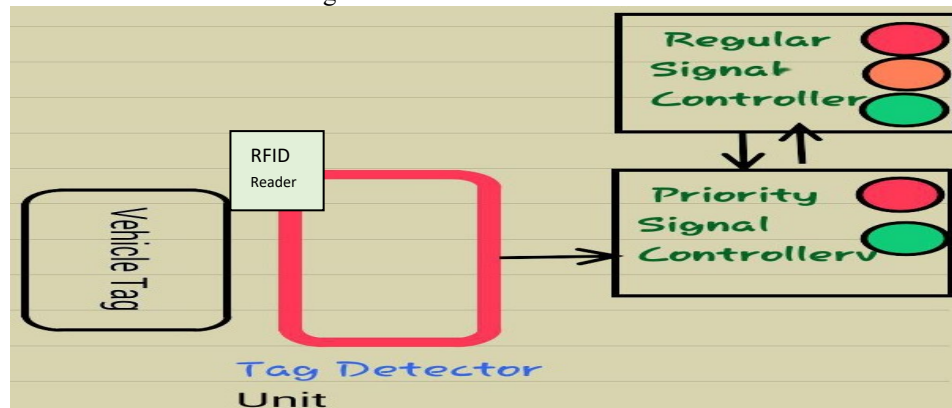 Regular
Signal
Controller
RFID
Reader
Vehicle Tag
Priority
Signal
Controllerv
Tag Detector
Unit